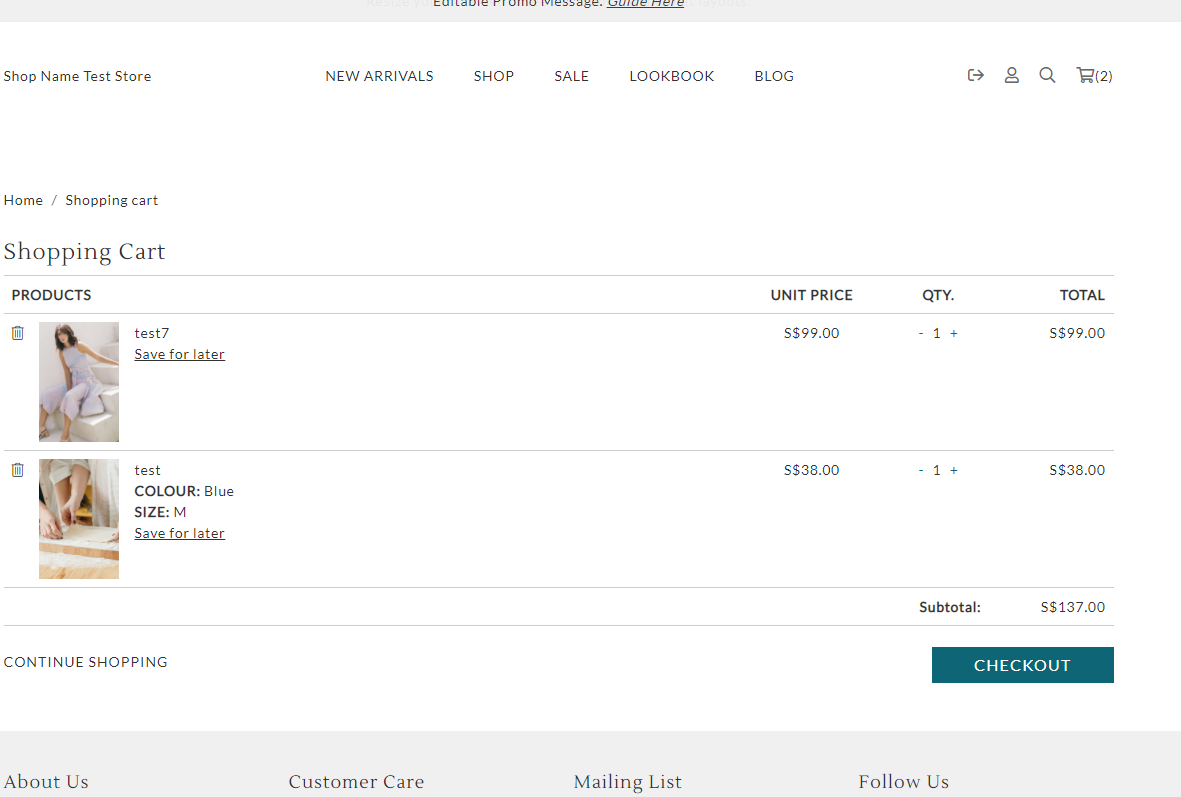 Editable Promo Message. Guide Here
Shop Name Test Store
NEW ARRIVALS
SHOP
SALE
LOOKBOOK
BLOG
(2)
Home / Shopping cart
Shopping Cart
PRODUCTS
UNIT PRICE
QTY.
TOTAL
test7
S$99.00
- 1 +
S$99.00
Save for later
test
S$38.00
- 1 +
S$38.00
COLOUR: Blue
SIZE: M
Save for later
Subtotal:
S$137.00
CONTINUE SHOPPING
CHECKOUT
About Us
Customer Care
Mailing List
Follow Us